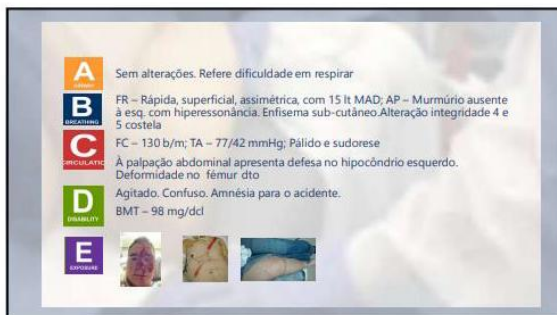 A
AIRWAY
Sem alterações. Refere dificuldade em respirar
B
BREATHING
FR – Rápida, superficial, assimétrica, com 15 lt MAD; AP – Murmúrio ausente
à esq. com hiperessonância. Enfisema sub-cutâneo.Alteração integridade 4 e
5 costela
C
CIRCULATIO
FC – 130 b/m; TA – 77/42 mmHg; Pálido e sudorese
À palpação abdominal apresenta defesa no hipocôndrio esquerdo.
Deformidade no fémur dto
D
DISABILITY
Agitado. Confuso. Amnésia para o acidente.
BMT – 98 mg/dcl
E
EXPOSURE